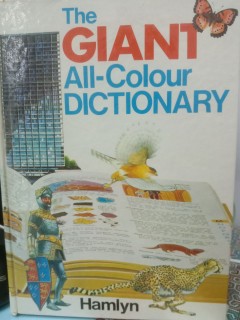 The
GIANT
All-Colour
DICTIONARY
Hamlyn